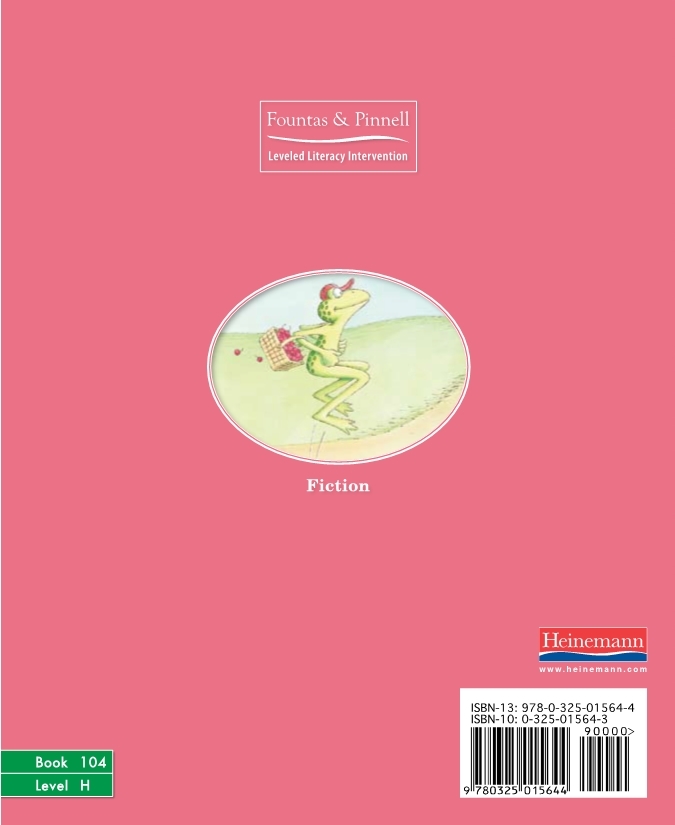 Fountas & Pinnell
Leveled Literacy Intervention
Fiction
Heinemann
www.heinemann.com
ISBN-13: 978-0-325-01564-4
ISBN-10: 0-325-01564-3
90000>
9 780325 015644
Book 104
Level H